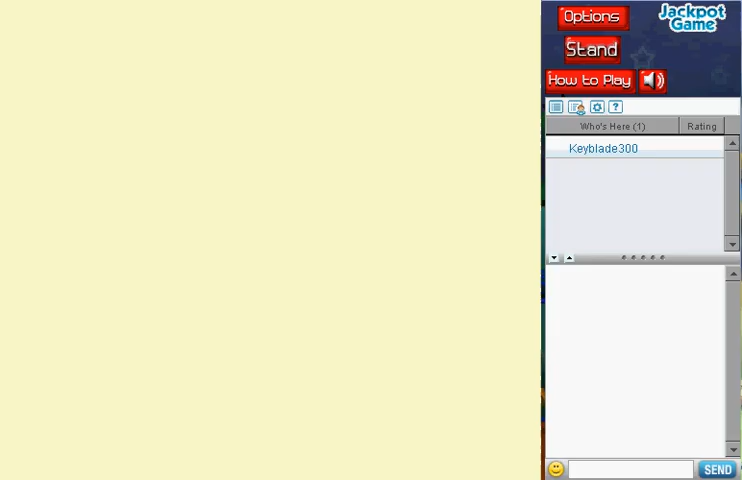 Options
Jackpot
Game
Stand
How to Play
?
Who's Here (1)
Rating
Keyblade300
SEND